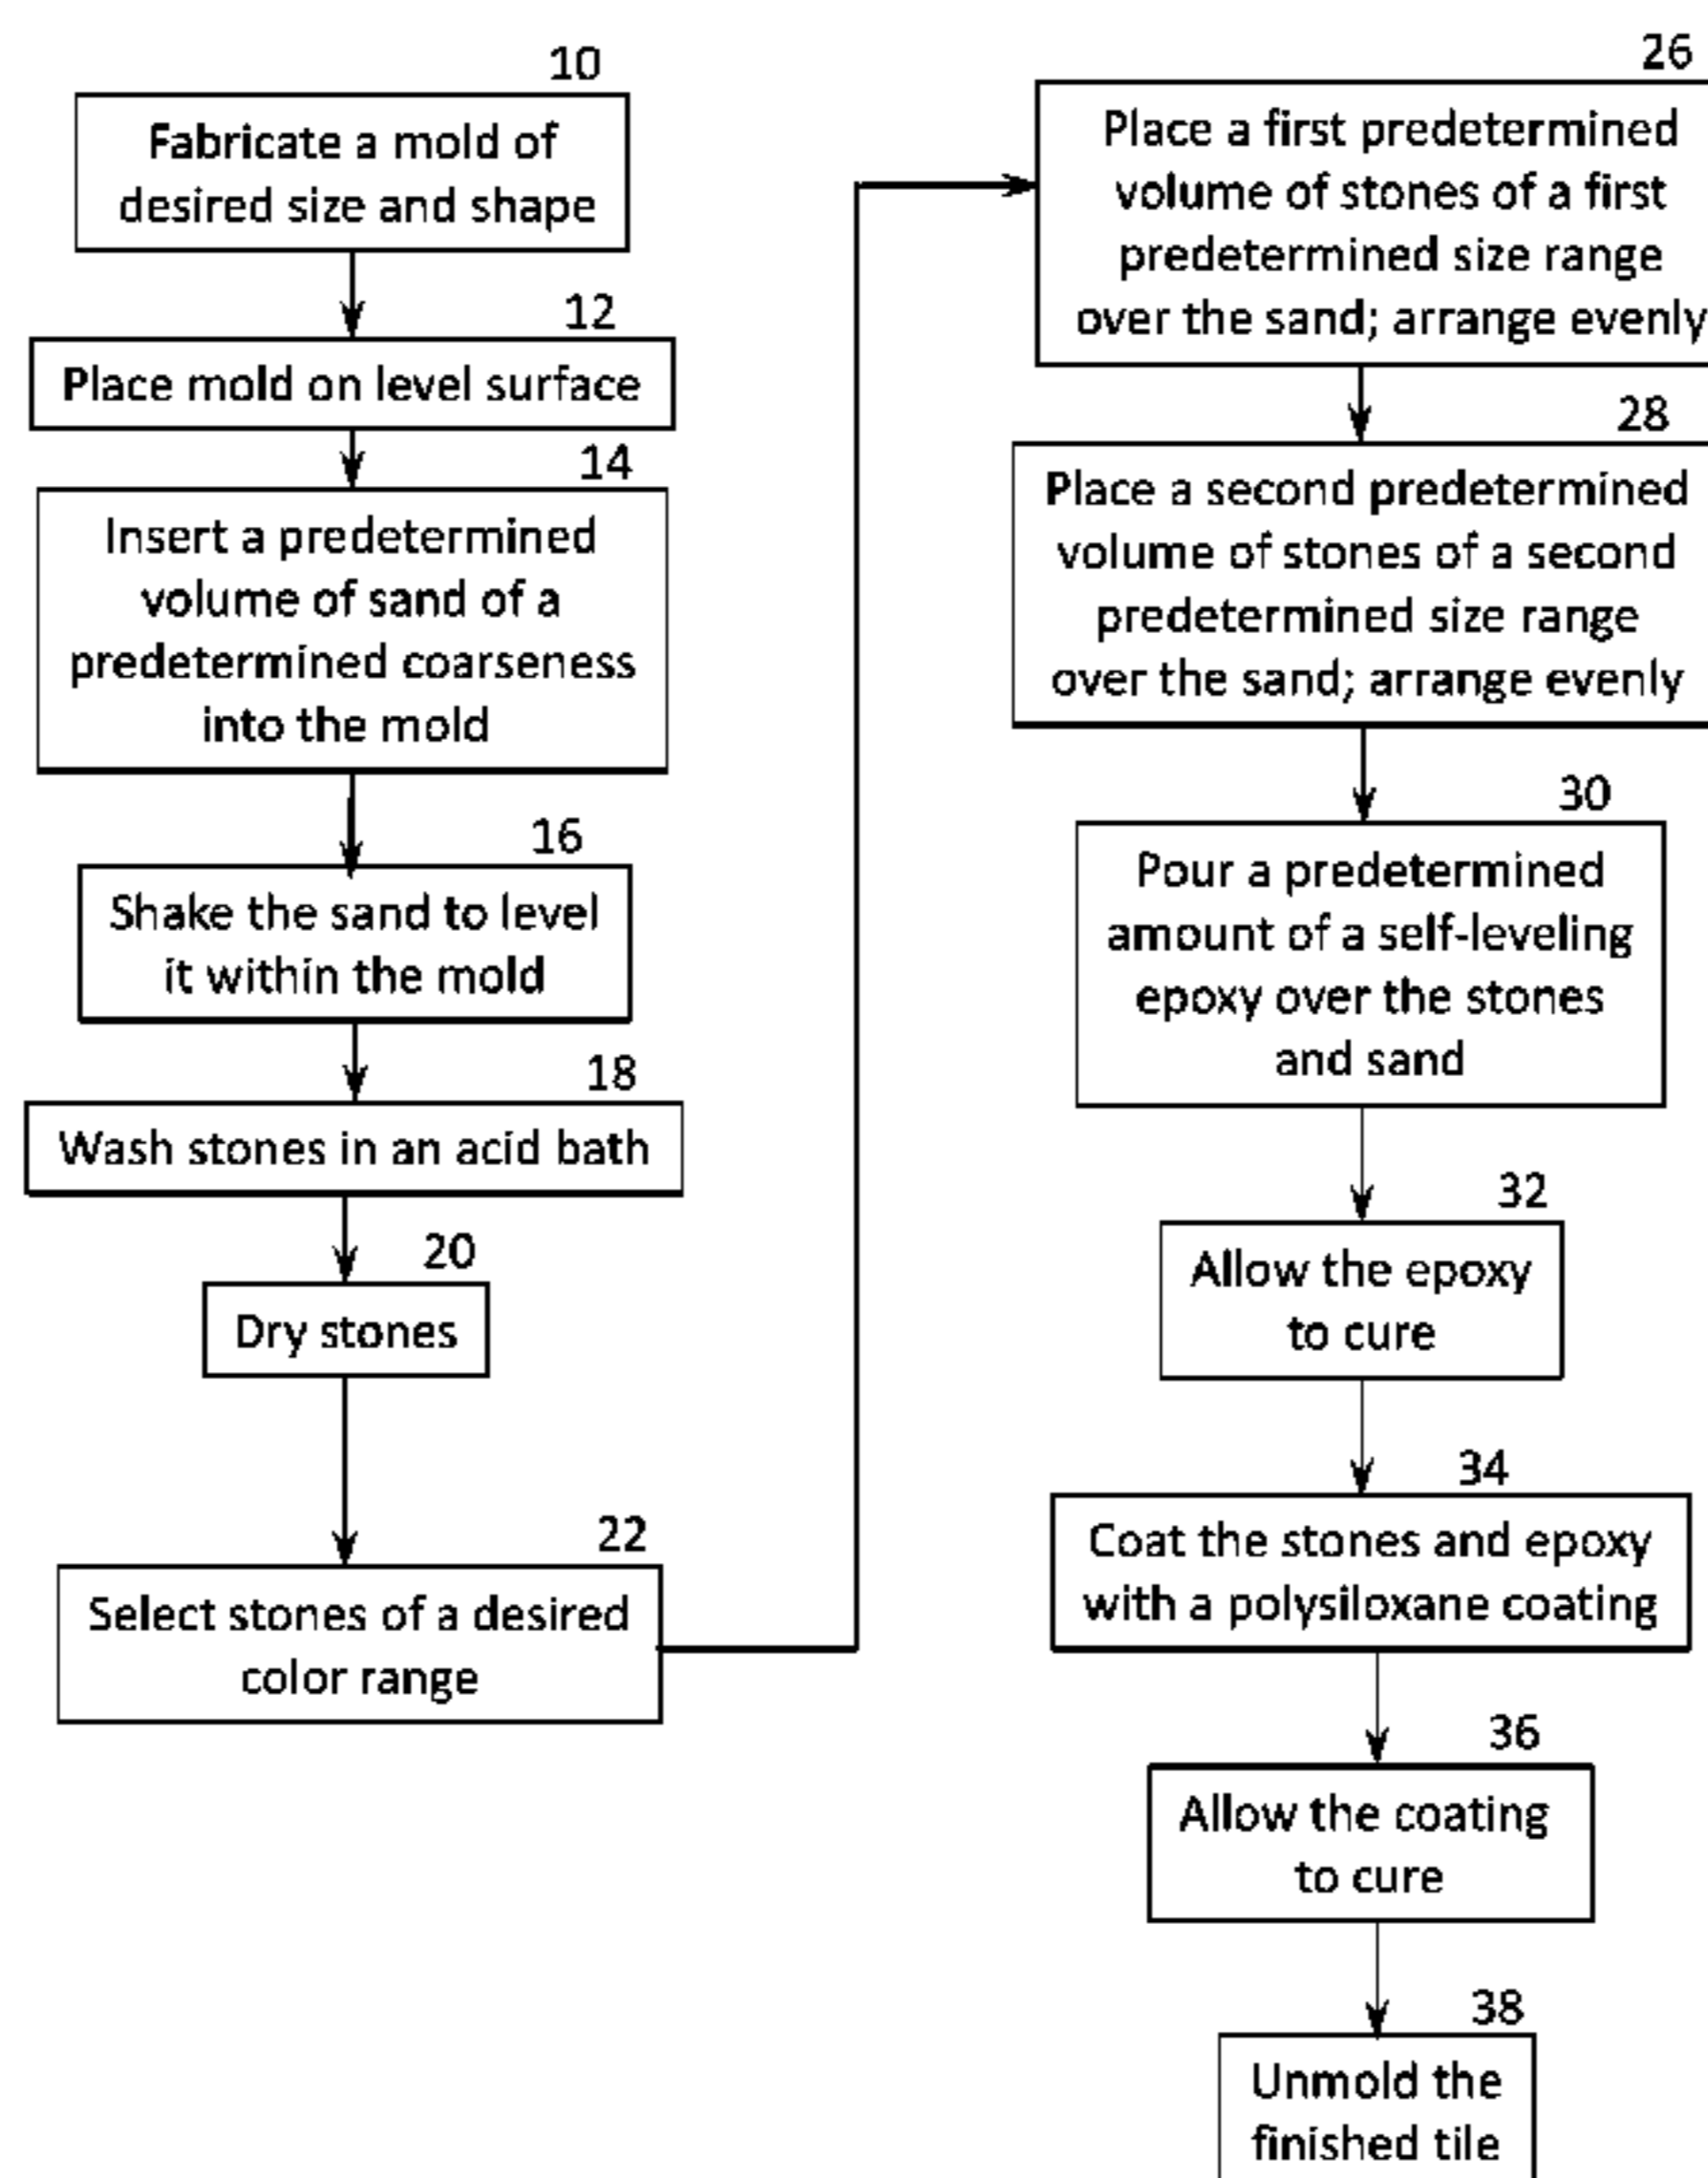 10
Fabricate a mold of
desired size and shape
12
Place mold on level surface
14
Insert a predetermined
volume of sand of a
predetermined coarseness
into the mold
16
Shake the sand to level
it within the mold
18
Wash stones in an acid bath
20
Dry stones
22
Select stones of a desired
color range
26
Place a first predetermined
volume of stones of a first
predetermined size range
over the sand; arrange evenly
28
Place a second predetermined
volume of stones of a second
predetermined size range
over the sand; arrange evenly
30
Pour a predetermined
amount of a self-leveling
epoxy over the stones
and sand
32
Allow the epoxy
to cure
34
Coat the stones and epoxy
with a polysiloxane coating
36
Allow the coating
to cure
38
Unmold the
finished tile